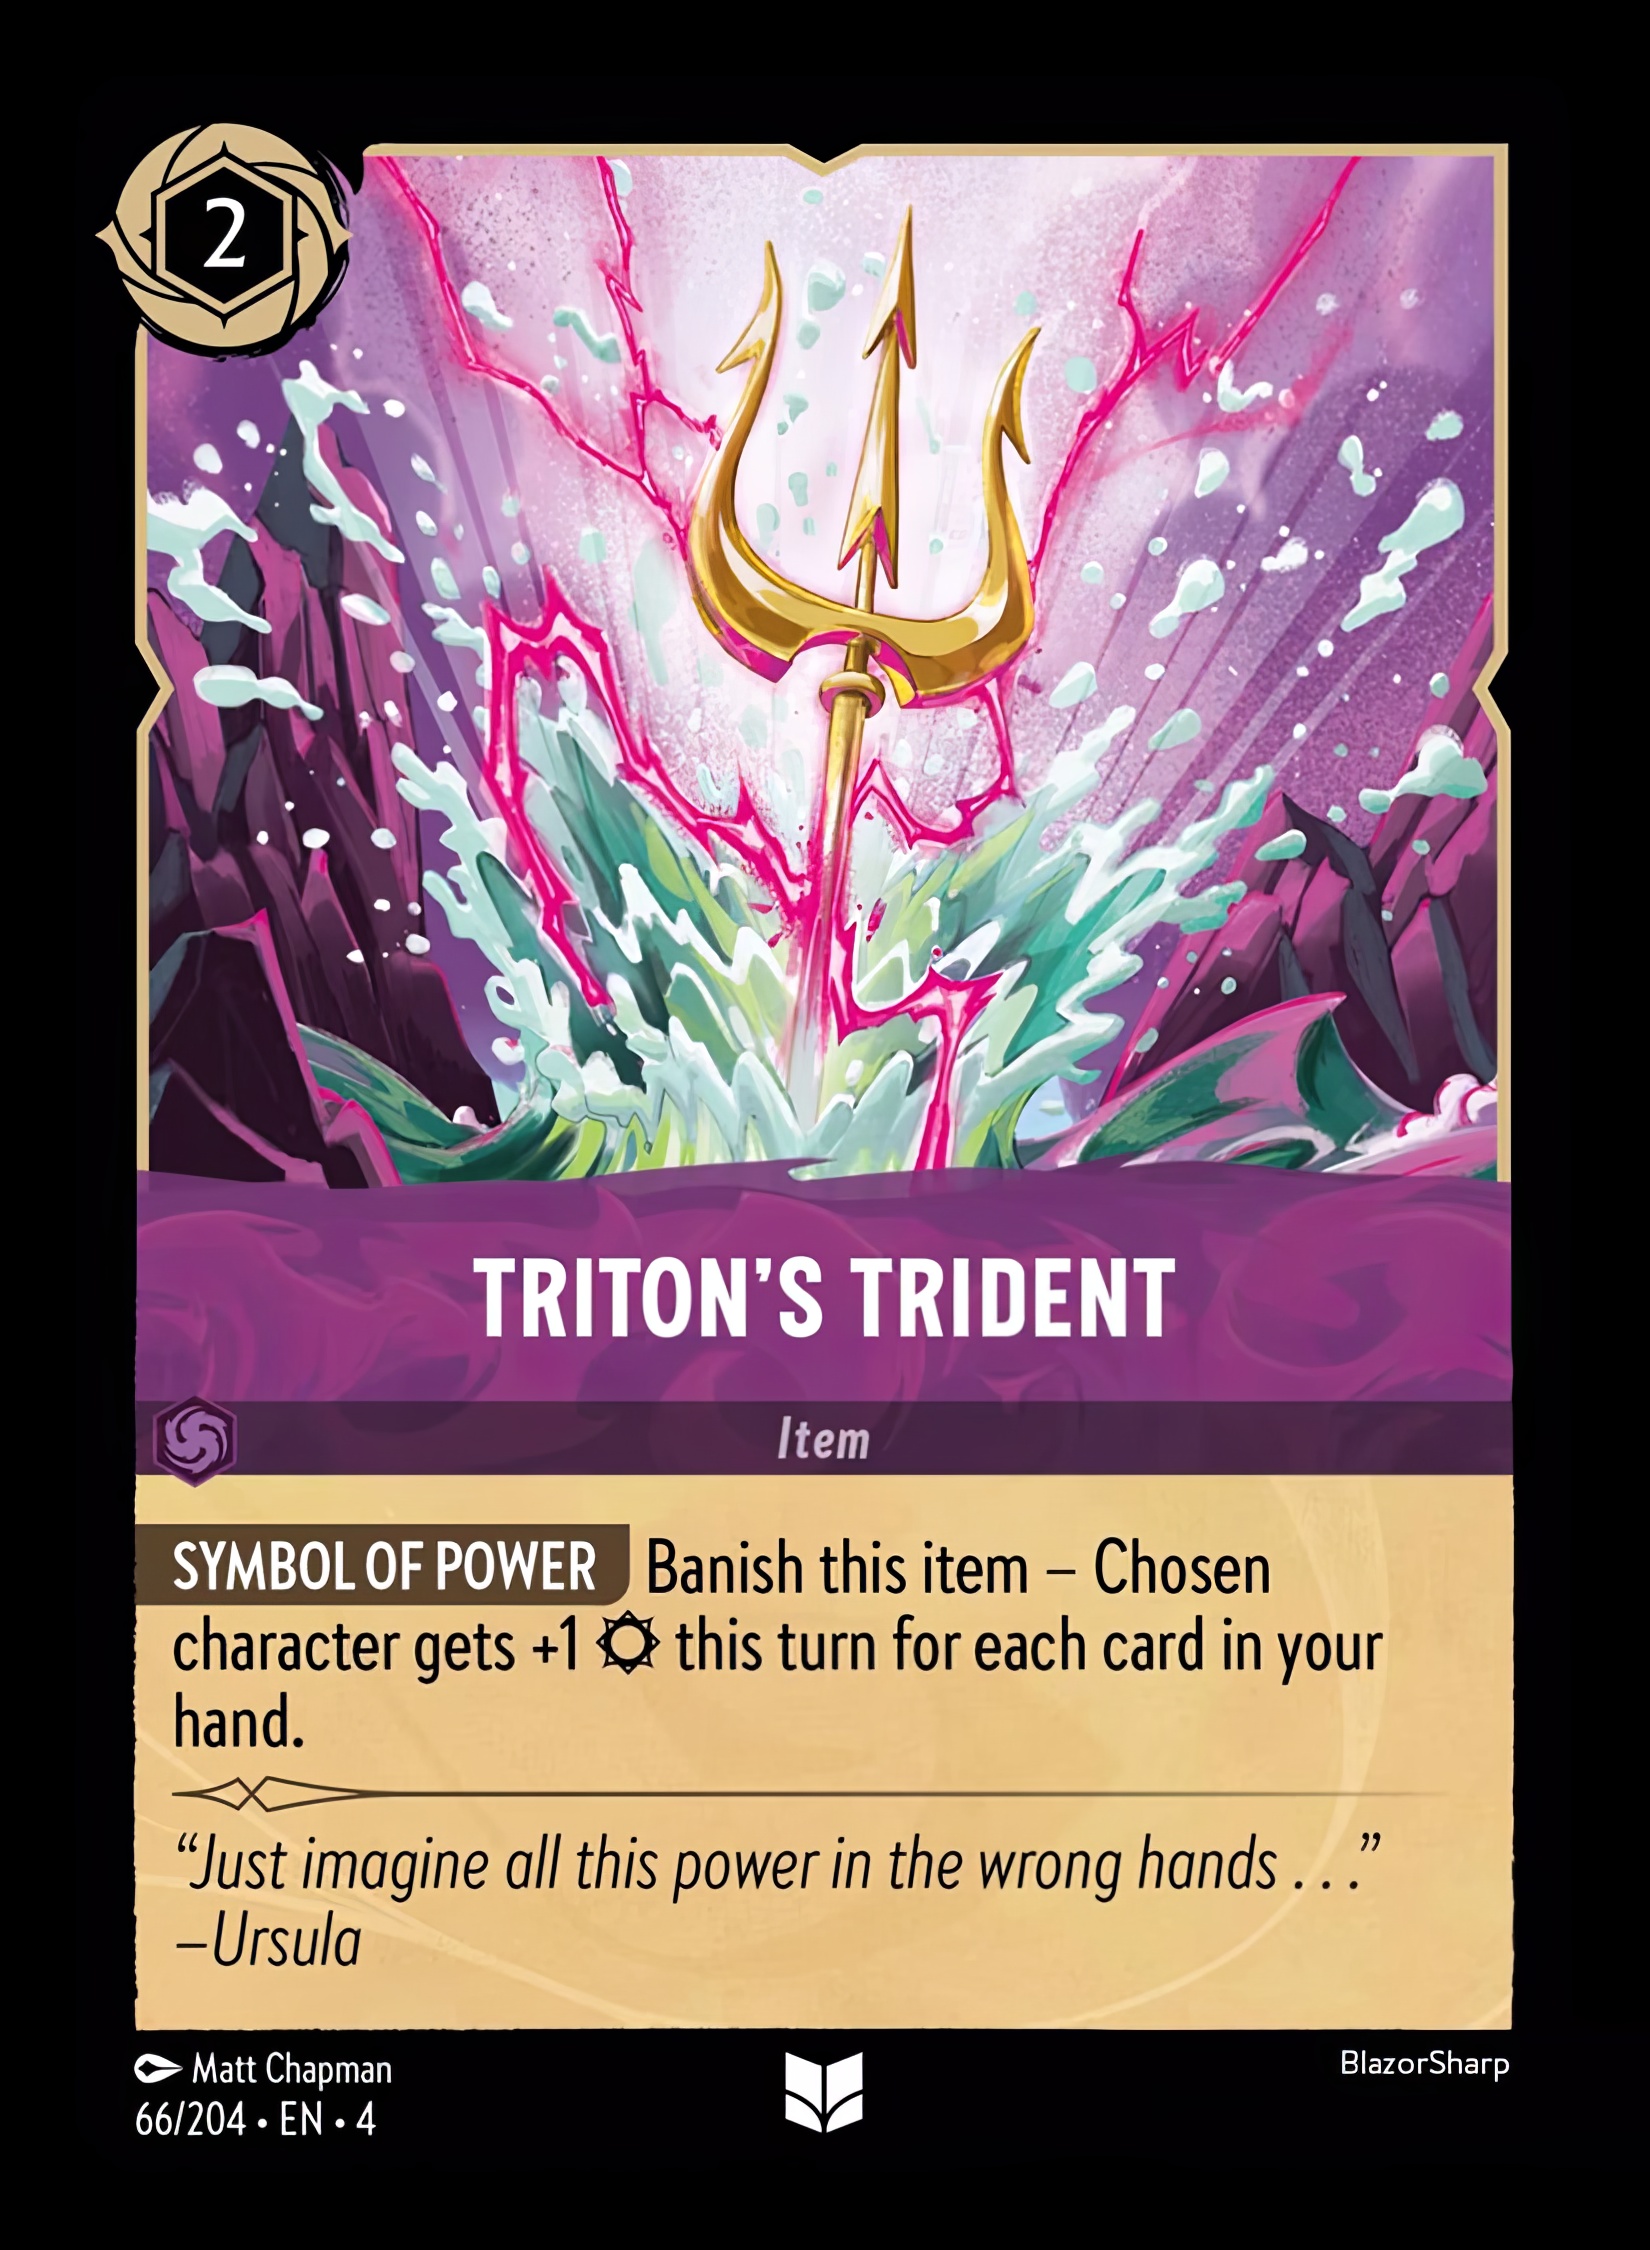 2
TRITON’S TRIDENT
Item
SYMBOL OF POWER Banish this item – Chosen
character gets +1 this turn for each card in your
hand.
“Just imagine all this power in the wrong hands . . .”
–Ursula
Matt Chapman
66/204 • EN • 4
BlazorSharp